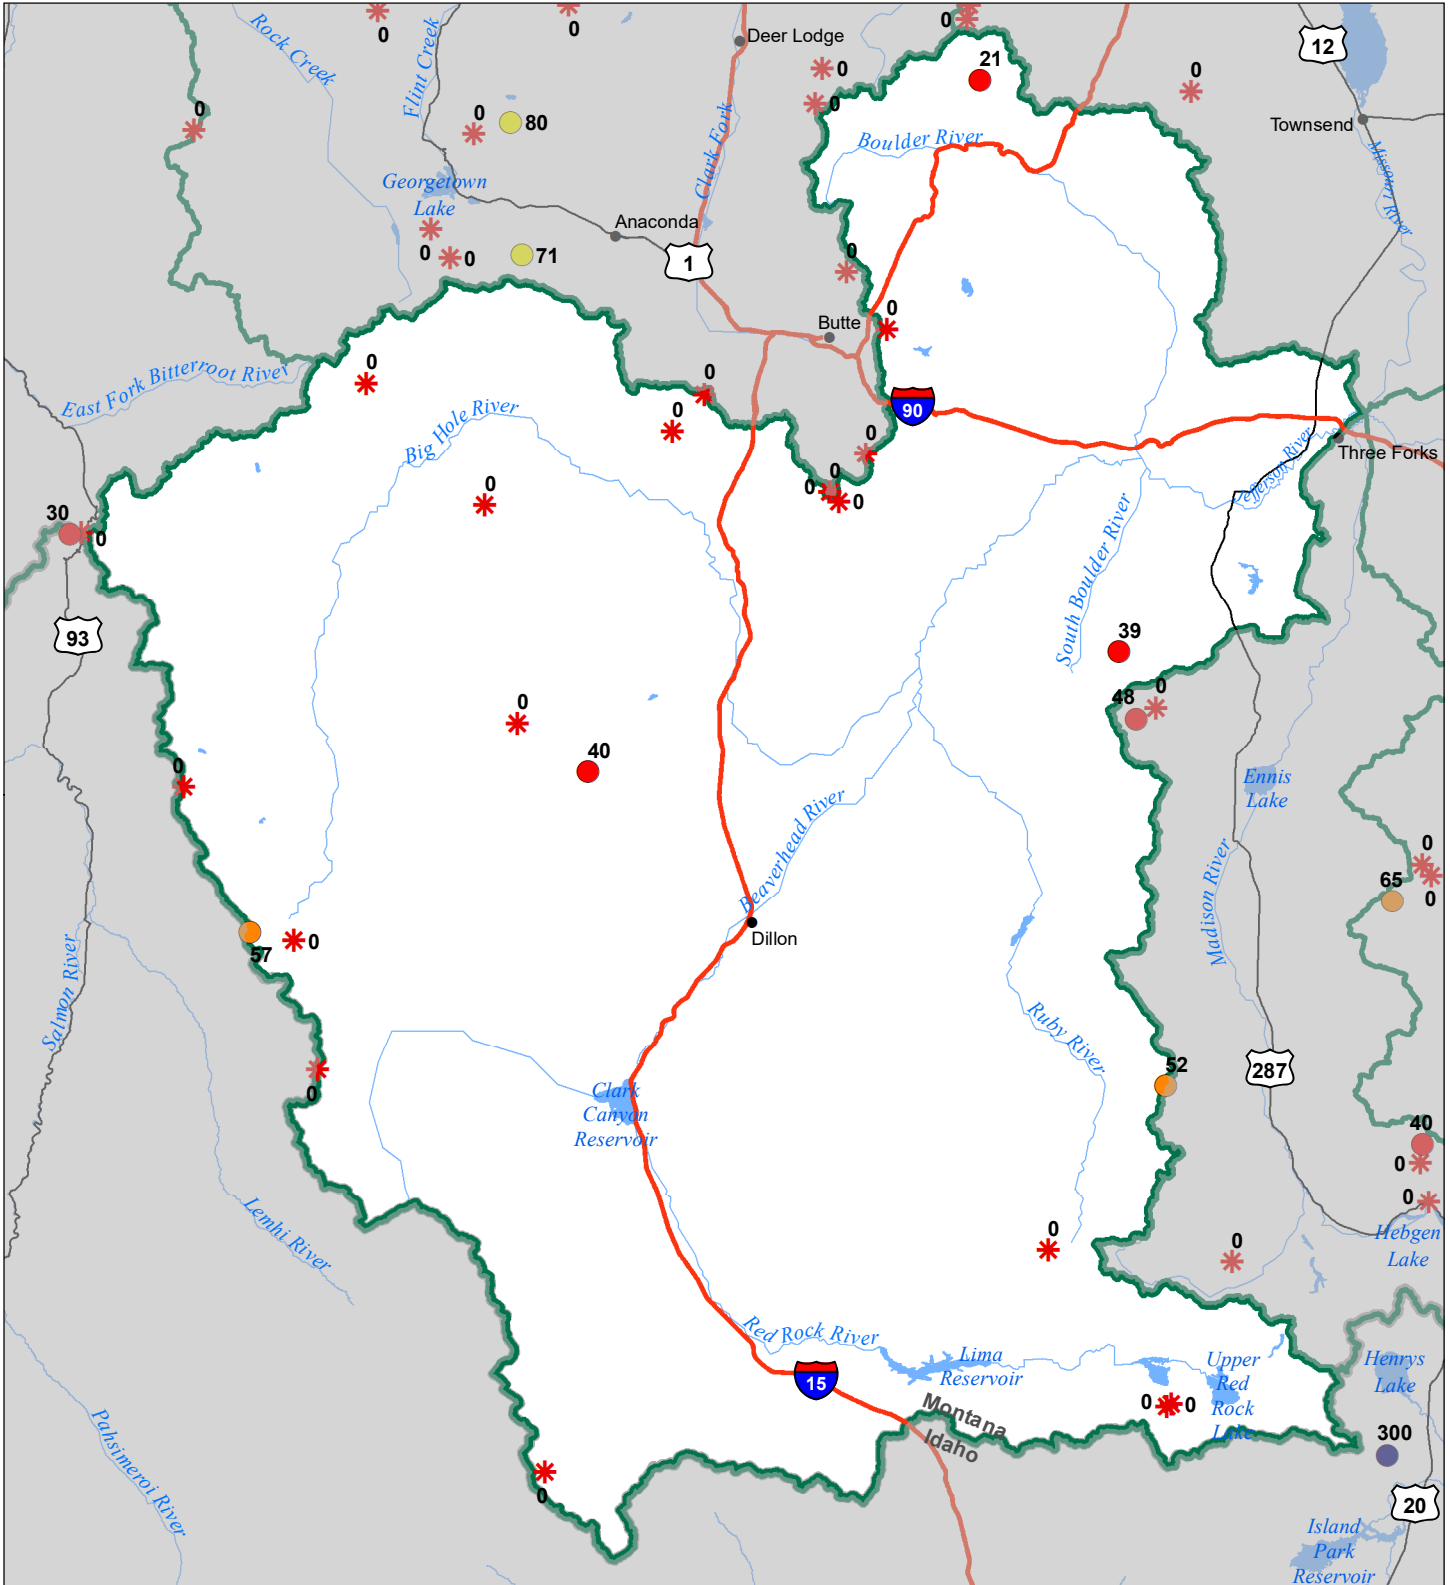 0
0
0
Rock Creek
Flint Creek
Deer Lodge
12
21
0
0
0
0
0
80
Townsend
Clark Fork
Boulder River
Missouri River
Georgetown
Lake
Anaconda
0
0
71
1
0
0
Butte
0
0
0
East Fork Bitterroot River
Big Hole River
90
0
0
0
0
Three Forks
Jefferson River
0
30
0
South Boulder River
93
39
48
0
0
40
0
Ennis
Lake
Beaverhead River
0
65
0
Madison River
Dillon
57
0
Salmon River
Ruby River
52
287
0
Clark
Canyon
Reservoir
40
0
0
Lemhi River
0
0
Hebgen
Lake
Red Rock River
Lima
Reservoir
Upper
Red
Rock
Lake
Henrys
Lake
15
0
0
Montana
Idaho
300
Pahsimeroi River
0
20
Island
Park
Reservoir